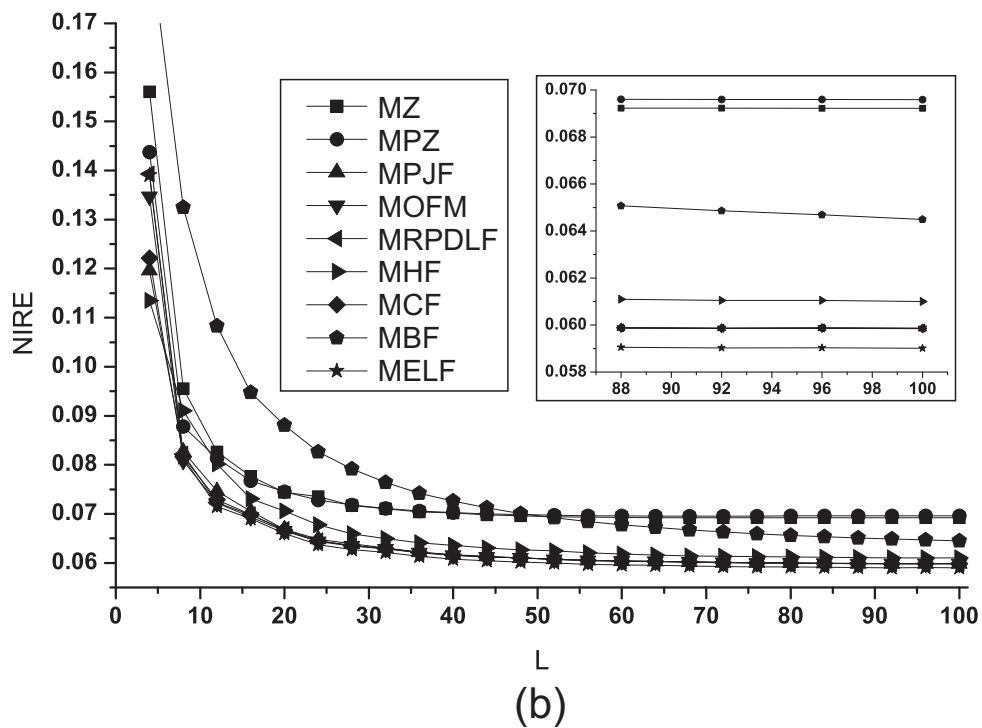 0.17
0.16
0.15
0.14
0.13
0.12
0.11
0.10
0.09
0.08
0.07
0.06
NIRE
0 10 20 30 40 50 60 70 80 90 100
L
MZ
MPZ
MPJF
MOFM
MRPDLF
MHF
MCF
MBF
MELF
0.070
0.068
0.066
0.064
0.062
0.060
0.058
88 90 92 94 96 98 100
(b)